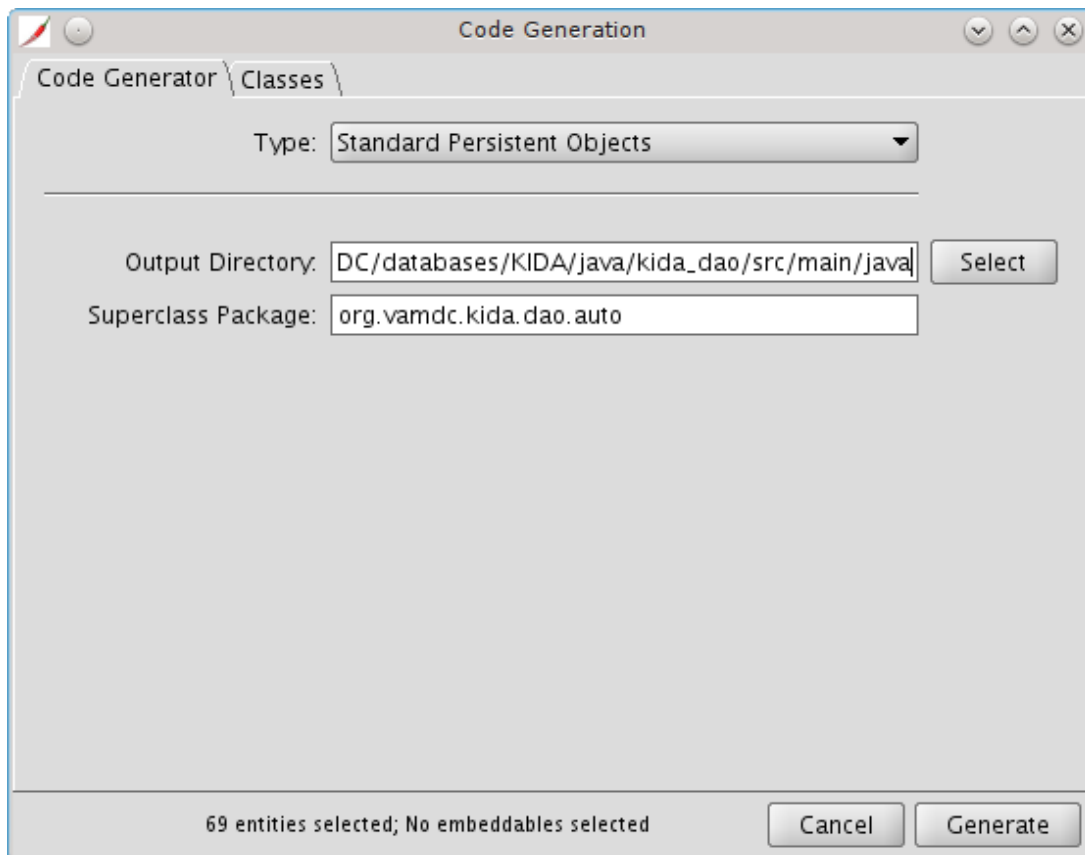 Code Generation
Code Generator Classes
Type: Standard Persistent Objects
Output Directory: DC/databases/KIDA/java/kida_dao/src/main/java Select
Superclass Package: org.vamdc.kida.dao.auto
69 entities selected; No embeddables selected Cancel Generate